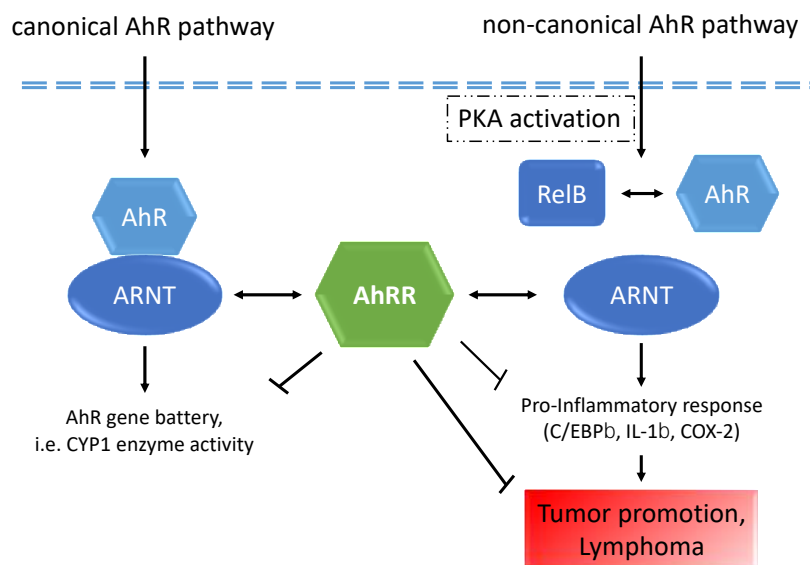 canonical AhR pathway
non-canonical AhR pathway
PKA activation
RelB
AhR
AhR
ARNT
AhRR
ARNT
AhR gene battery,
i.e. CYP1 enzyme activity
Pro-Inflammatory response
(C/EBPb, IL-1b, COX-2)
Tumor promotion,
Lymphoma